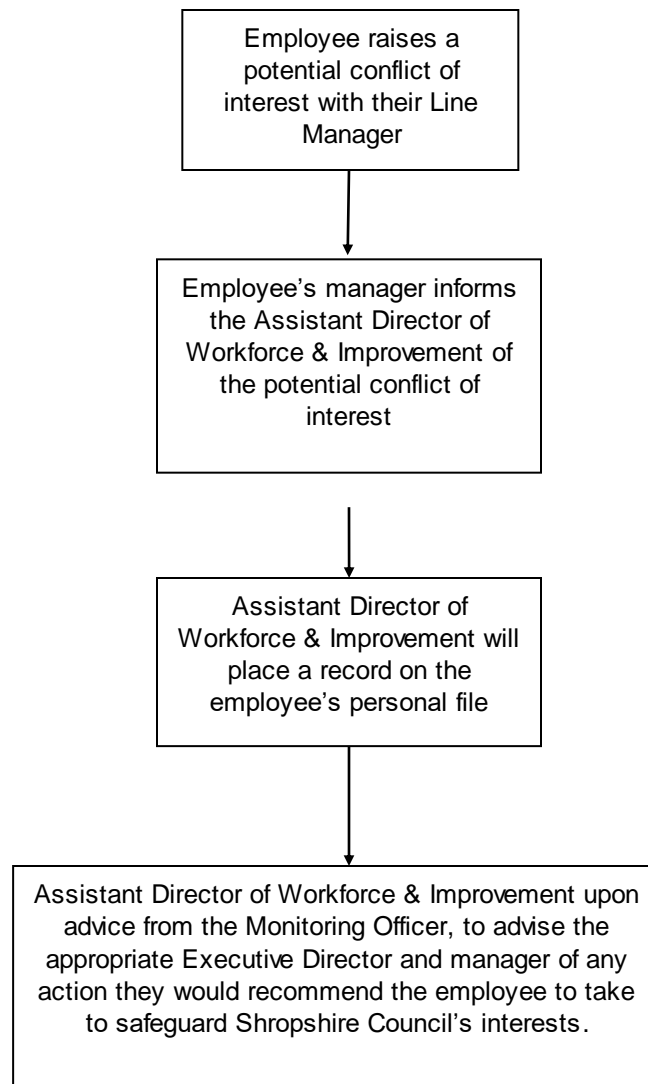 Employee raises a
potential conflict of
interest with their Line
Manager
Employee’s manager informs
the Assistant Director of
Workforce & Improvement of
the potential conflict of
interest
Assistant Director of
Workforce & Improvement will
place a record on the
employee’s personal file
Assistant Director of Workforce & Improvement upon
advice from the Monitoring Officer, to advise the
appropriate Executive Director and manager of any
action they would recommend the employee to take
to safeguard Shropshire Council’s interests.